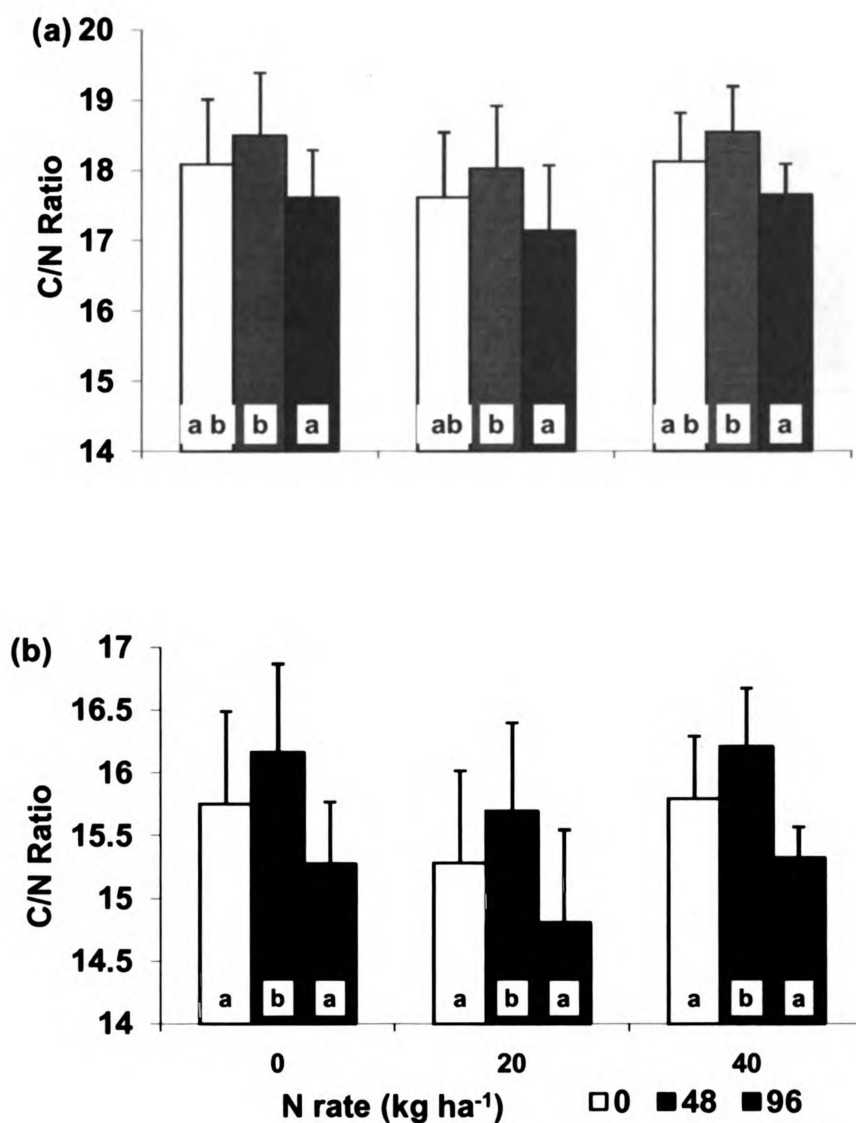 (a) 20
19
18
17
16
15
14
C/N Ratio
a b b a ab b a a b b a
(b) 17
16.5
16
15.5
15
14.5
14
C/N Ratio
a b a a b a a b a
0 20 40
N rate (kg ha⁻¹) 0 48 96